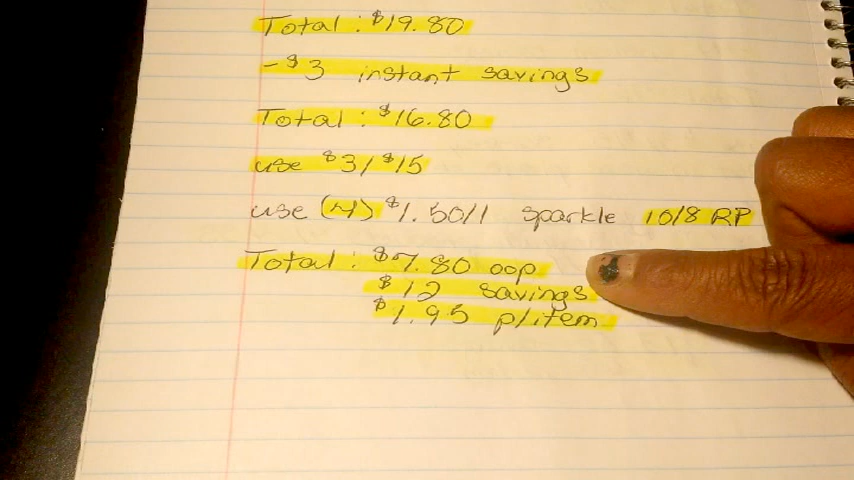 Total : $19.80
-$3 instant savings
Total : $16.80
use $3/$15
use (4) $1.50/1 sparkle 10/8 RP
Total : $7.80 oop
$12 savings
$1.95 p/item